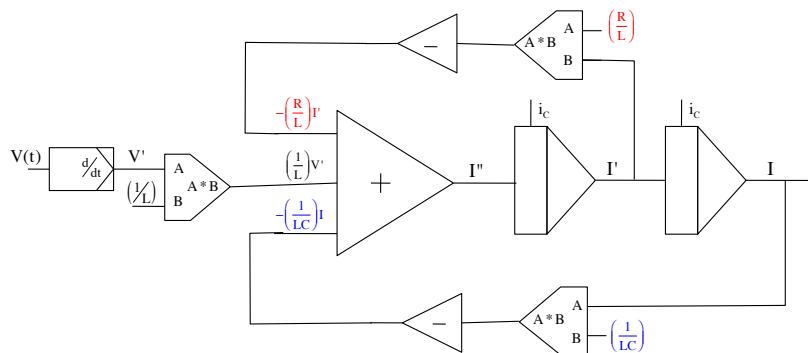 − A * B A (R/L)
B
−(R/L)I' i_C i_C
V(t) d/dt V' A (1/L)V' + I'' I' I
(1/L) B A * B
−(1/LC)I
− A * B A
B (1/LC)